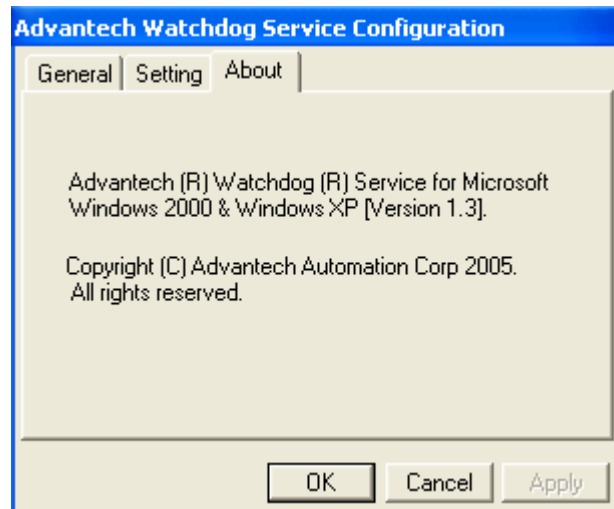 Advantech Watchdog Service Configuration
General Setting About
Advantech (R) Watchdog (R) Service for Microsoft
Windows 2000 & Windows XP [Version 1.3].
Copyright (C) Advantech Automation Corp 2005.
All rights reserved.
OK Cancel Apply